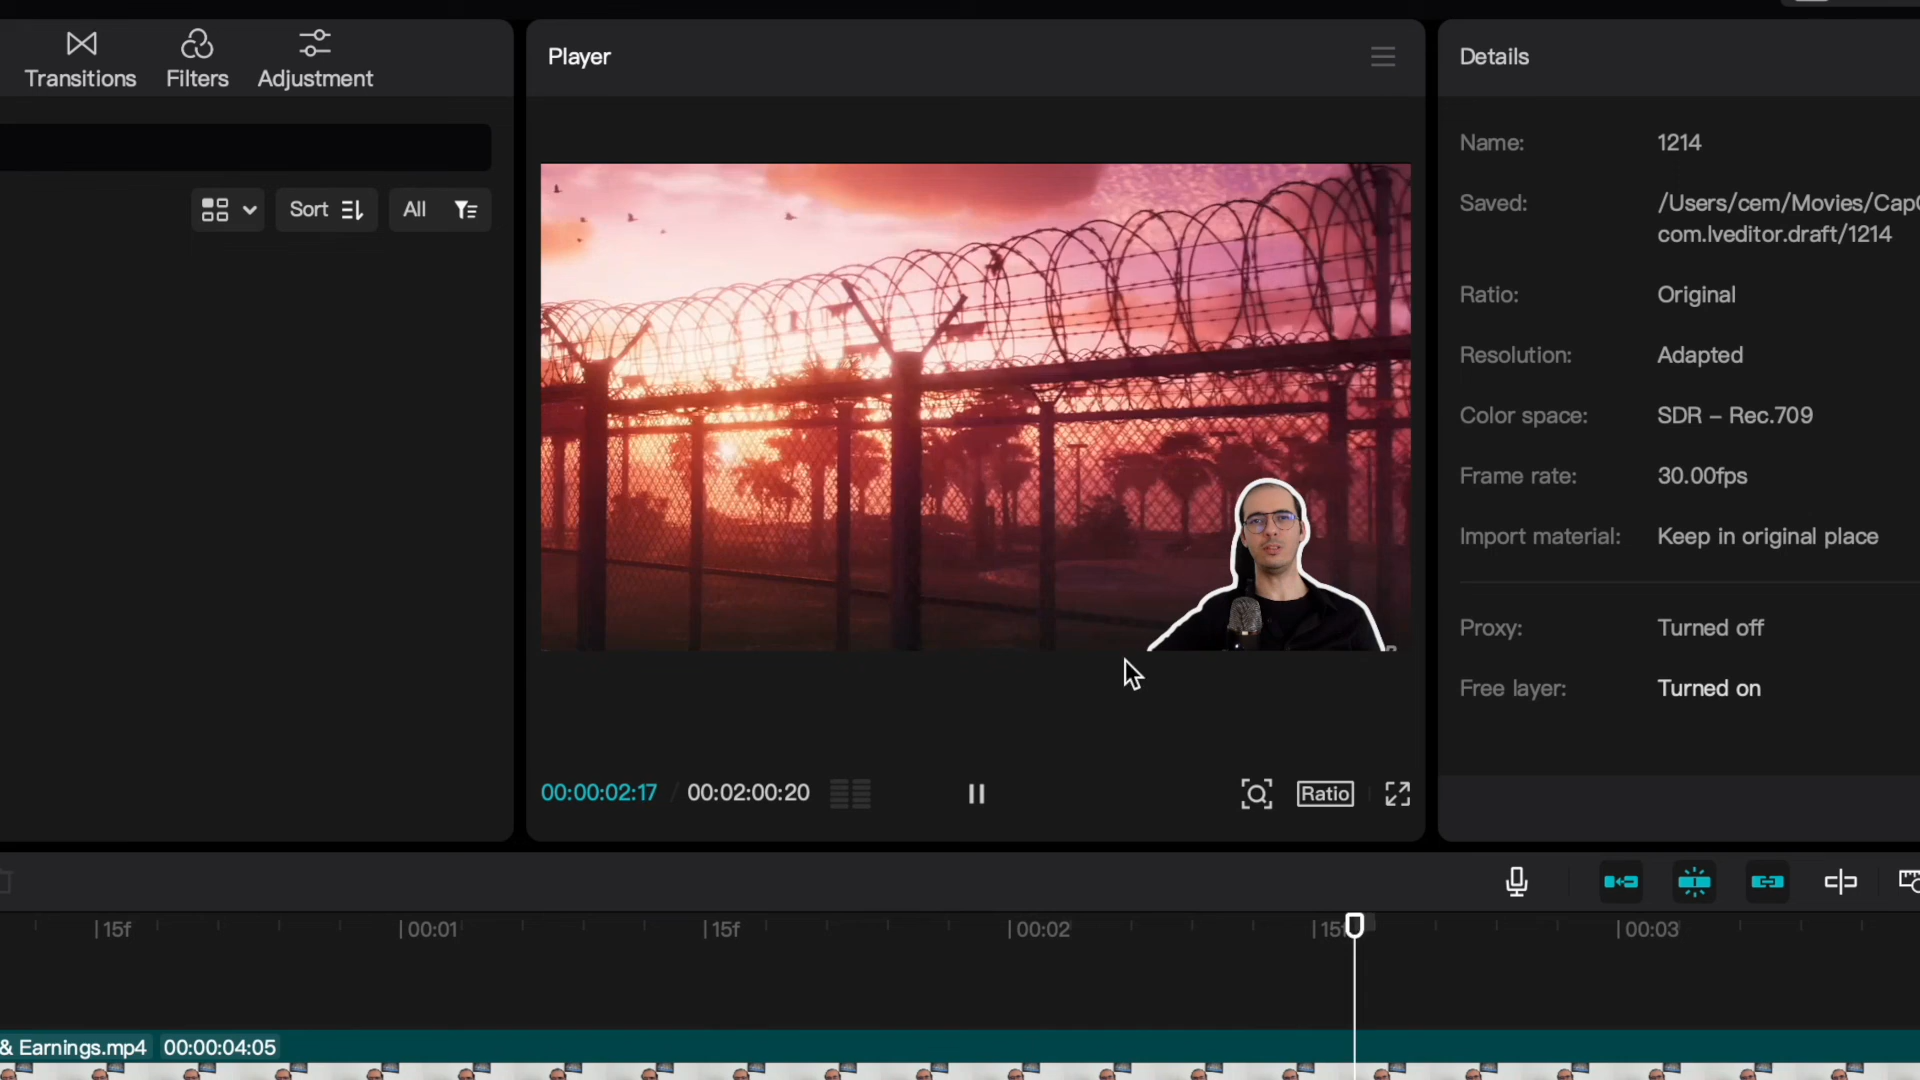 Transitions
Filters
Adjustment
Sort
All
Player
00:00:02:17 / 00:02:00:20
Ratio
Details
Name: 1214
Saved: /Users/cem/Movies/Cap
com.lveditor.draft/1214
Ratio: Original
Resolution: Adapted
Color space: SDR – Rec.709
Frame rate: 30.00fps
Import material: Keep in original place
Proxy: Turned off
Free layer: Turned on
15f
00:01
15f
00:02
15f
00:03
& Earnings.mp4 00:00:04:05